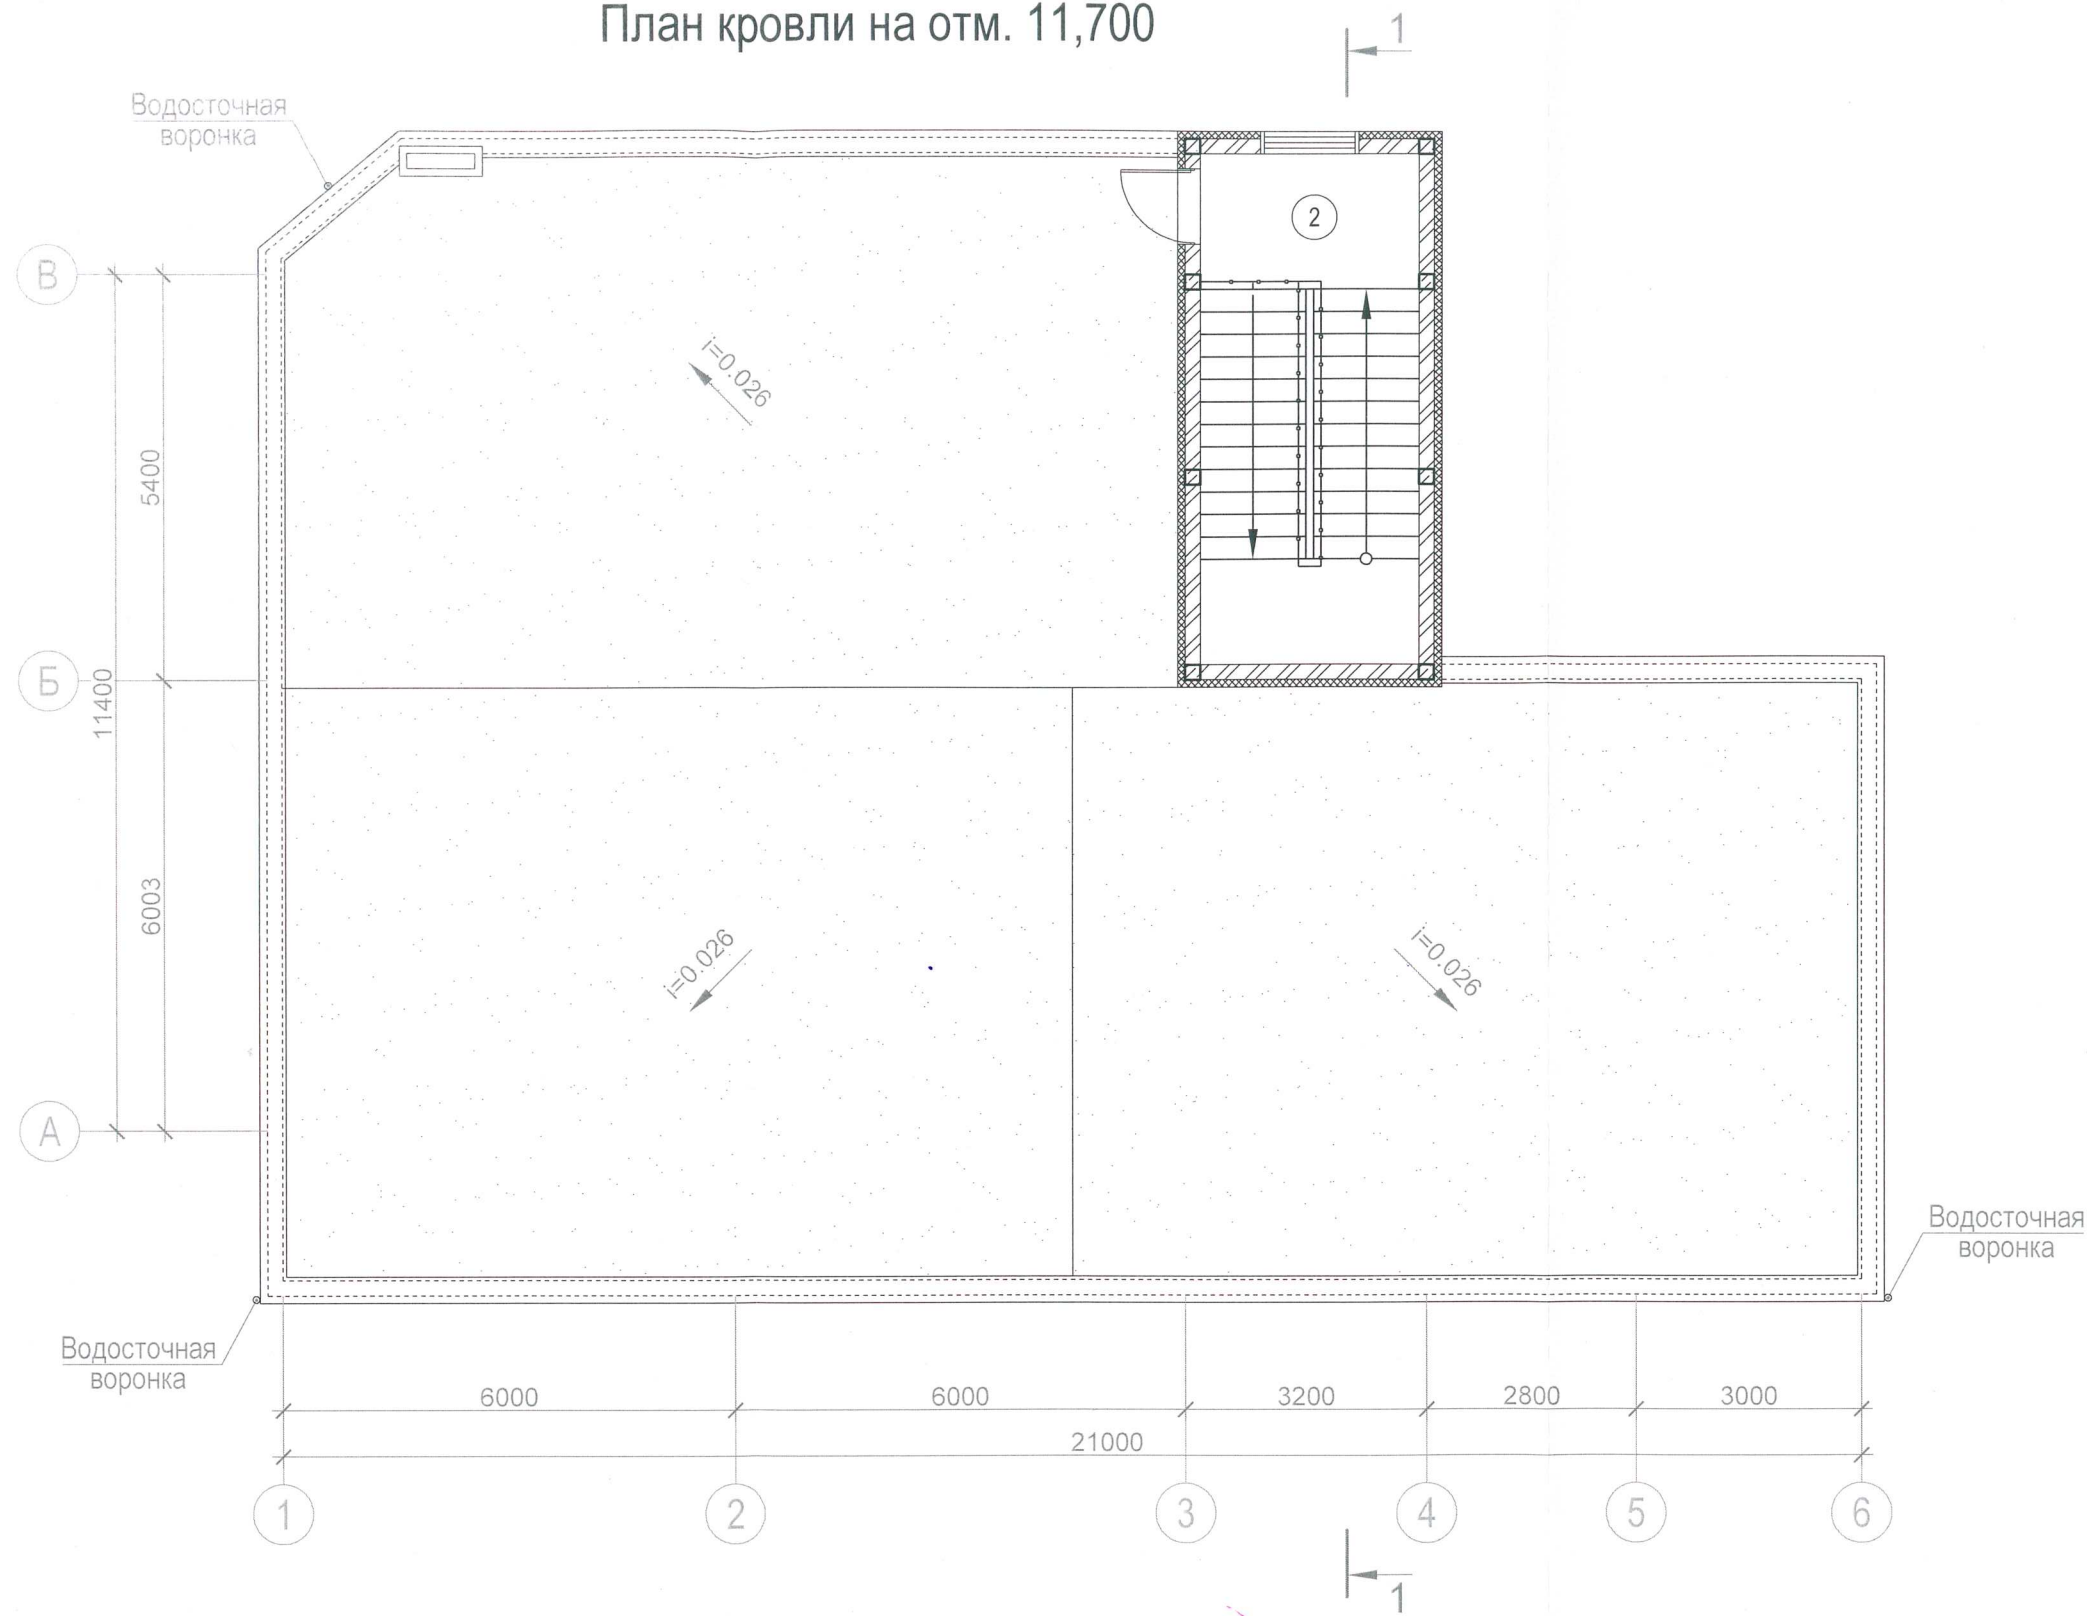 План кровли на отм. 11,700
1
Водосточная
воронка
2
В
i=0.026
5400
Б
11400
6003
i=0.026
i=0.026
А
Водосточная
воронка
Водосточная
воронка
6000
6000
3200
2800
3000
21000
1
2
3
4
5
6
1